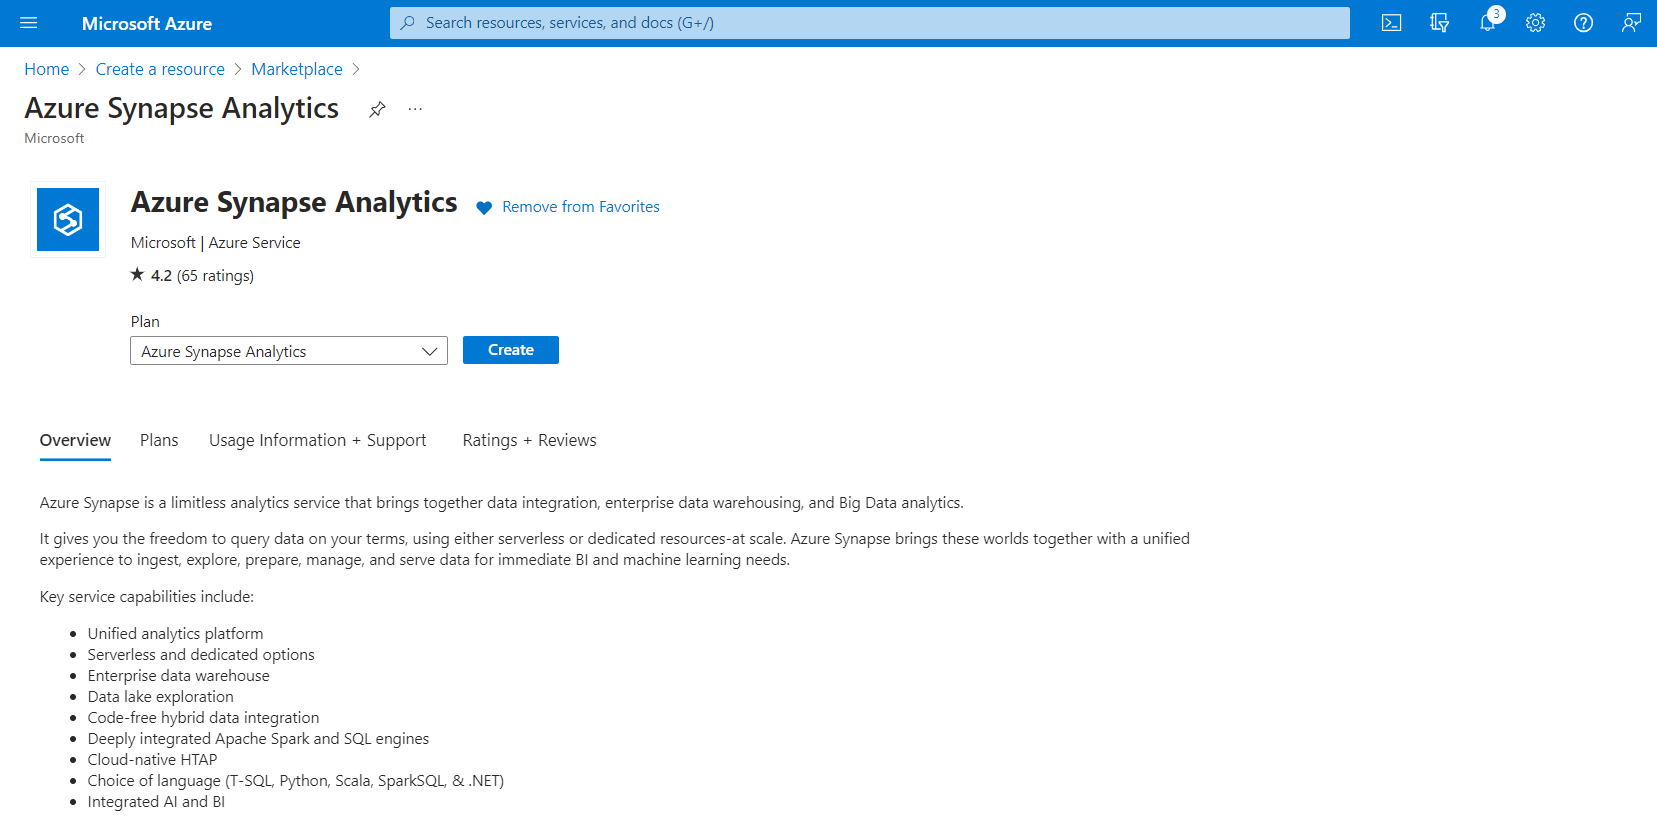 Microsoft Azure
Search resources, services, and docs (G+/)
3
Home > Create a resource > Marketplace >
Azure Synapse Analytics
Microsoft
Azure Synapse Analytics
Remove from Favorites
Microsoft | Azure Service
★ 4.2 (65 ratings)
Plan
Azure Synapse Analytics
Create
Overview Plans Usage Information + Support Ratings + Reviews
Azure Synapse is a limitless analytics service that brings together data integration, enterprise data warehousing, and Big Data analytics.
It gives you the freedom to query data on your terms, using either serverless or dedicated resources-at scale. Azure Synapse brings these worlds together with a unified
experience to ingest, explore, prepare, manage, and serve data for immediate BI and machine learning needs.
Key service capabilities include:
• Unified analytics platform
• Serverless and dedicated options
• Enterprise data warehouse
• Data lake exploration
• Code-free hybrid data integration
• Deeply integrated Apache Spark and SQL engines
• Cloud-native HTAP
• Choice of language (T-SQL, Python, Scala, SparkSQL, & .NET)
• Integrated AI and BI